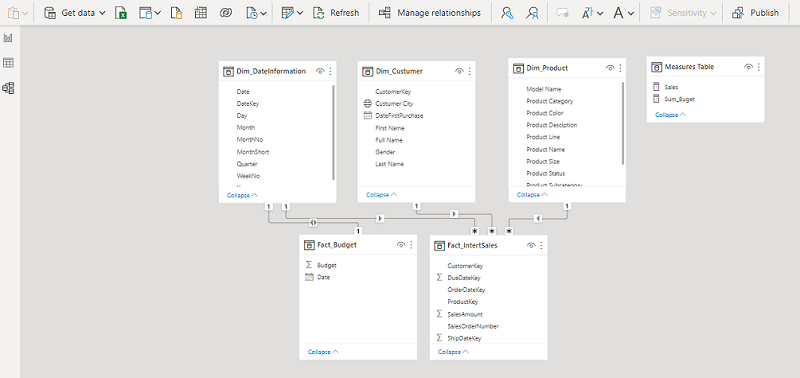 Get data
Refresh
Manage relationships
Sensitivity
Publish
Dim_DateInformation
Date
DateKey
Day
Month
MonthNo
MonthShort
Quarter
WeekNo
Collapse
Dim_Custumer
CustomerKey
Custumer City
DateFirstPurchase
First Name
Full Name
Gender
Last Name
Collapse
Dim_Product
Model Name
Product Category
Product Color
Product Desciption
Product Line
Product Name
Product Size
Product Status
Product Subcategory
Collapse
Measures Table
Sales
Sum_Buget
Collapse
1
1
1
1
1
*
*
*
Fact_Budget
Budget
Date
Collapse
Fact_IntertSales
CustomerKey
DueDateKey
OrderDateKey
ProductKey
SalesAmount
SalesOrderNumber
ShipDateKey
Collapse